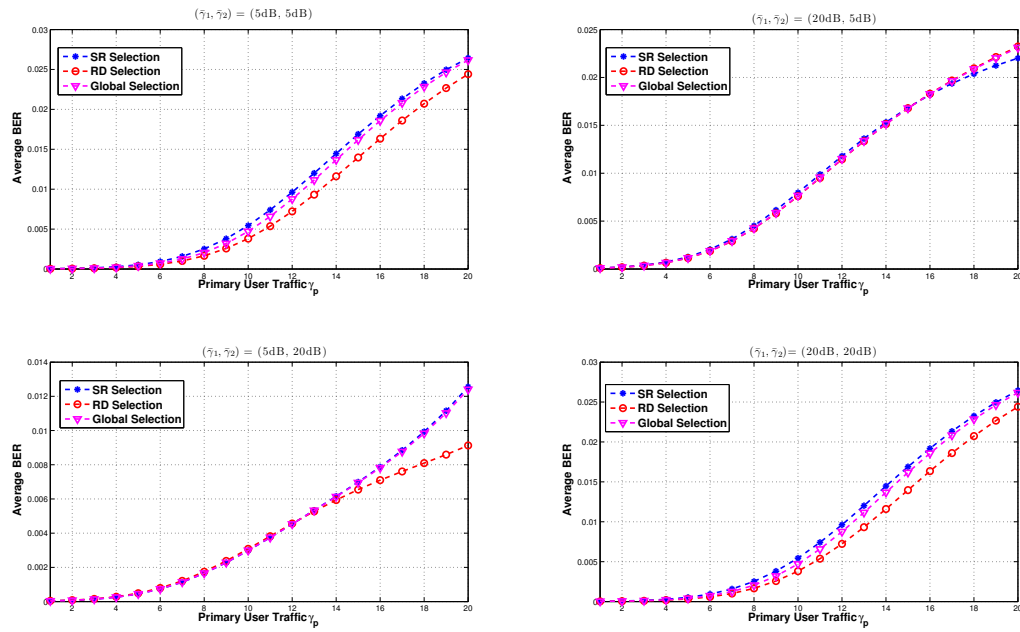 (γ̄₁, γ̄₂) = (5dB, 5dB)
0.03
0.025
0.02
0.015
0.01
0.005
0
Average BER
SR Selection
RD Selection
Global Selection
2 4 6 8 10 12 14 16 18 20
Primary User Traffic γp
(γ̄₁, γ̄₂) = (20dB, 5dB)
0.025
0.02
0.015
0.01
0.005
0
Average BER
SR Selection
RD Selection
Global Selection
2 4 6 8 10 12 14 16 18 20
Primary User Traffic γp
(γ̄₁, γ̄₂) = (5dB, 20dB)
0.014
0.012
0.01
0.008
0.006
0.004
0.002
0
Average BER
SR Selection
RD Selection
Global Selection
2 4 6 8 10 12 14 16 18 20
Primary User Traffic γp
(γ̄₁, γ̄₂)= (20dB, 20dB)
0.03
0.025
0.02
0.015
0.01
0.005
0
Average BER
SR Selection
RD Selection
Global Selection
2 4 6 8 10 12 14 16 18 20
Primary User Traffic γp